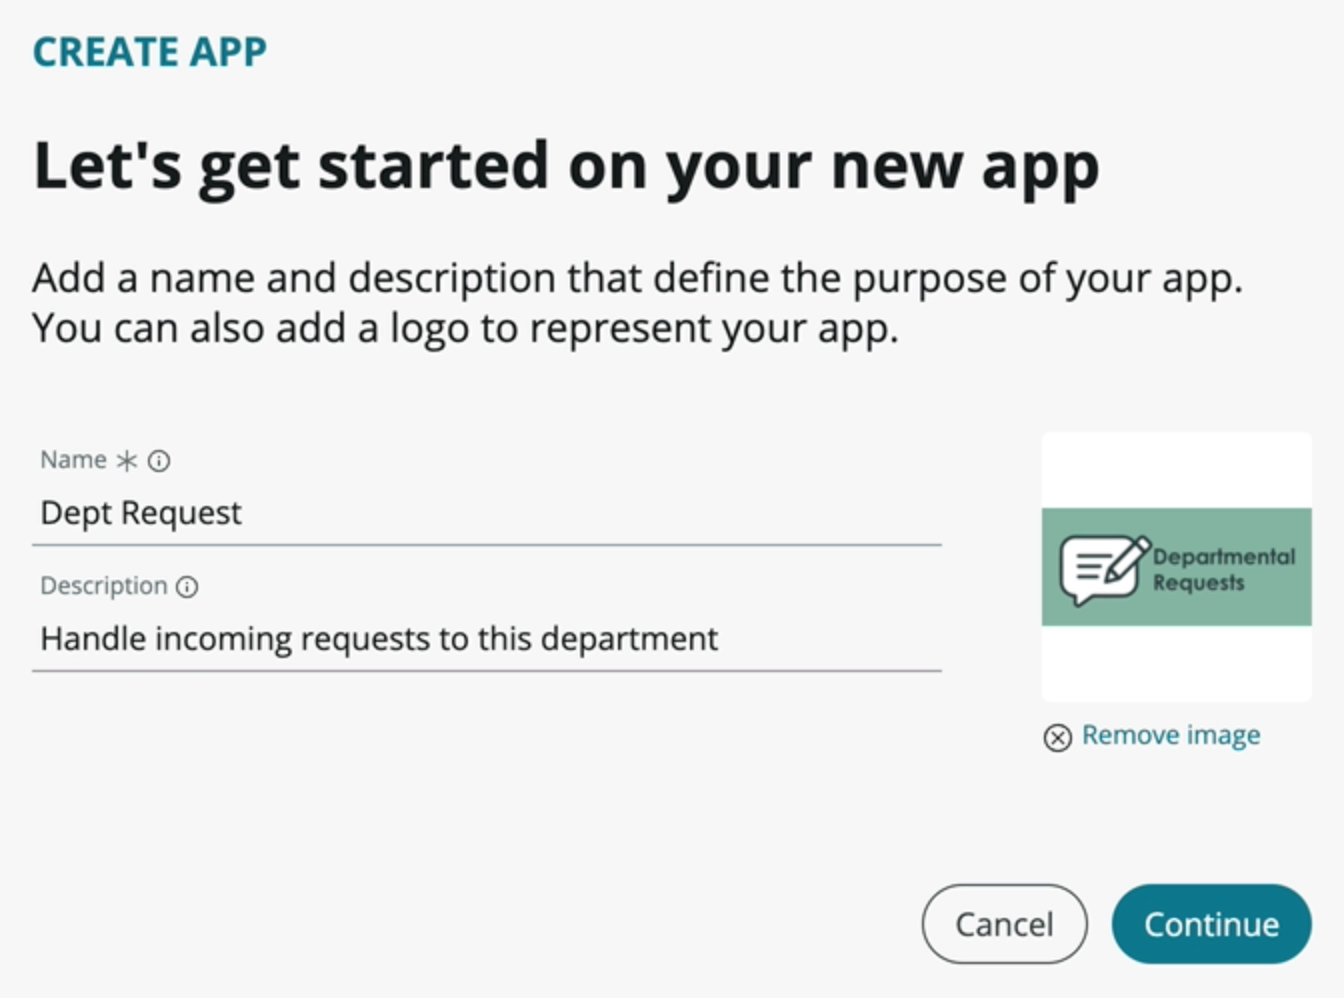 CREATE APP
Let's get started on your new app
Add a name and description that define the purpose of your app.
You can also add a logo to represent your app.
Name *
Dept Request
Description
Handle incoming requests to this department
Departmental
Requests
Remove image
Cancel
Continue